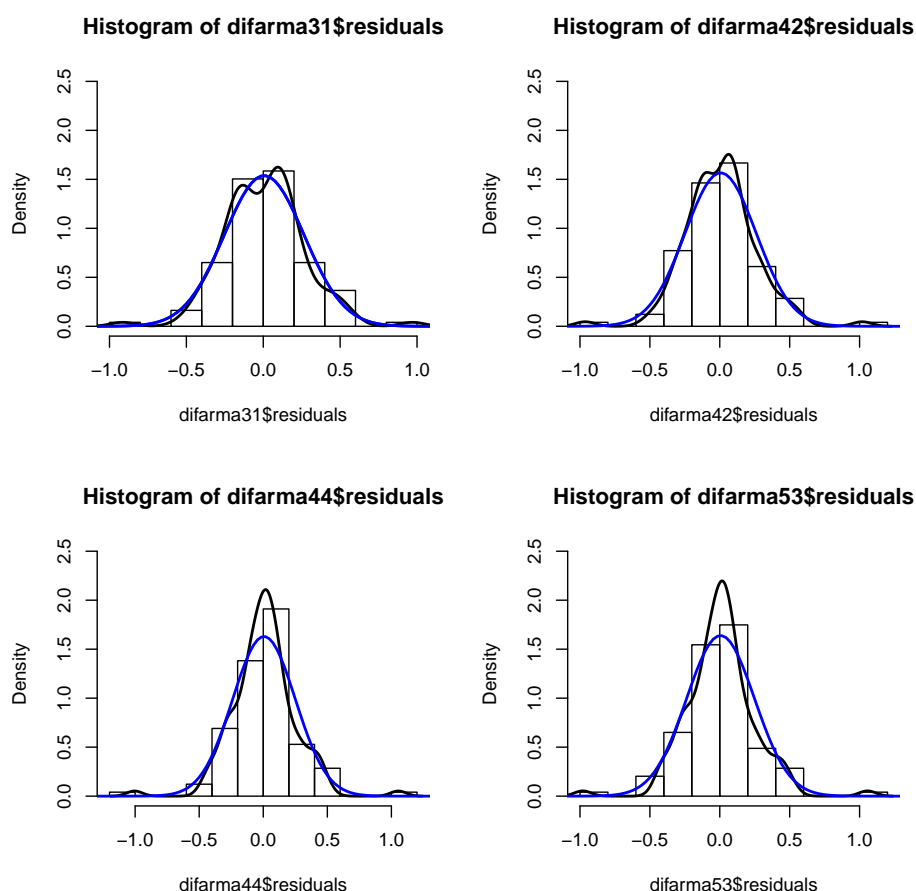 Histogram of difarma31$residuals
Density
0.0 0.5 1.0 1.5 2.0 2.5
−1.0 −0.5 0.0 0.5 1.0
difarma31$residuals
Histogram of difarma42$residuals
Density
0.0 0.5 1.0 1.5 2.0 2.5
−1.0 −0.5 0.0 0.5 1.0
difarma42$residuals
Histogram of difarma44$residuals
Density
0.0 0.5 1.0 1.5 2.0 2.5
−1.0 −0.5 0.0 0.5 1.0
difarma44$residuals
Histogram of difarma53$residuals
Density
0.0 0.5 1.0 1.5 2.0 2.5
−1.0 −0.5 0.0 0.5 1.0
difarma53$residuals